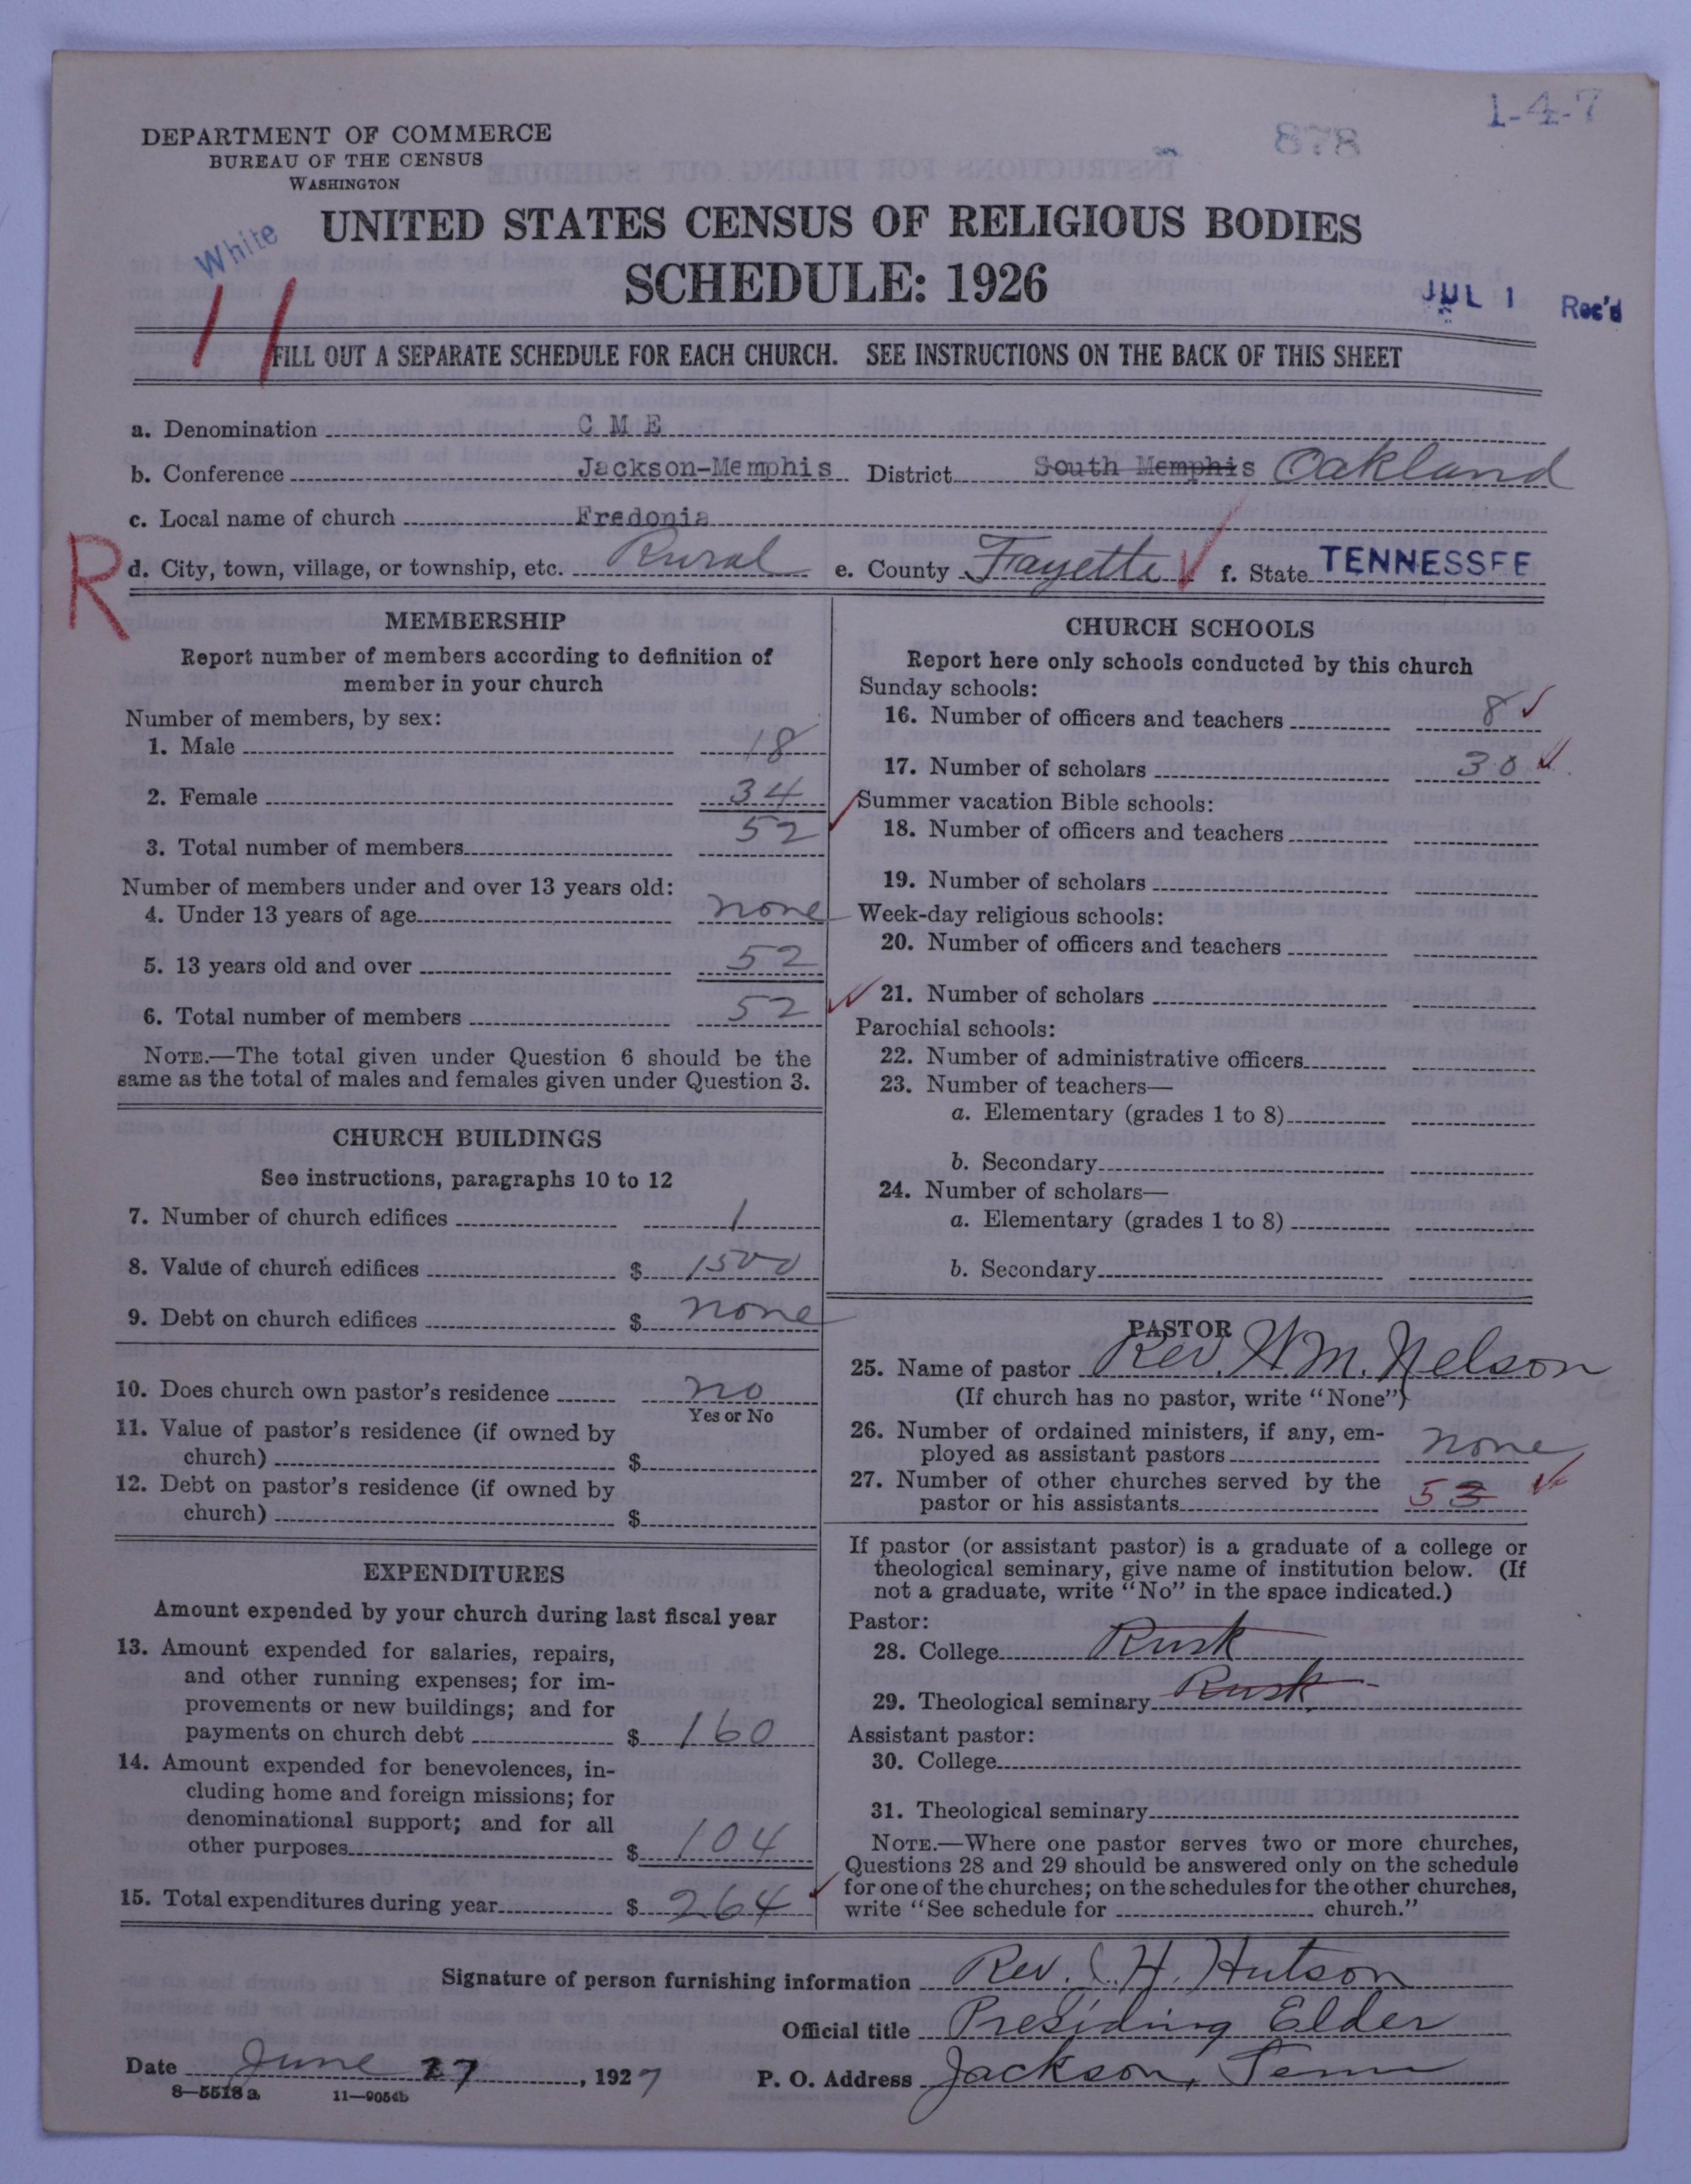 1-4-7
878
DEPARTMENT OF COMMERCE
BUREAU OF THE CENSUS
WASHINGTON
White
UNITED STATES CENSUS OF RELIGIOUS BODIES
SCHEDULE: 1926
JUL 1 Rec'd
11
FILL OUT A SEPARATE SCHEDULE FOR EACH CHURCH. SEE INSTRUCTIONS ON THE BACK OF THIS SHEET
a. Denomination C M E
b. Conference Jackson-Memphis District South Memphis Oakland
c. Local name of church Fredonia
R
d. City, town, village, or township, etc. Rural e. County Fayette f. State TENNESSEE
MEMBERSHIP
Report number of members according to definition of
member in your church
Number of members, by sex:
1. Male 18
2. Female 34
3. Total number of members 52
Number of members under and over 13 years old:
4. Under 13 years of age none
5. 13 years old and over 52
6. Total number of members 52
NOTE.—The total given under Question 6 should be the
same as the total of males and females given under Question 3.
CHURCH BUILDINGS
See instructions, paragraphs 10 to 12
7. Number of church edifices 1
8. Value of church edifices $ 1500
9. Debt on church edifices $ none
10. Does church own pastor's residence no
Yes or No
11. Value of pastor's residence (if owned by
church) $
12. Debt on pastor's residence (if owned by
church) $
EXPENDITURES
Amount expended by your church during last fiscal year
13. Amount expended for salaries, repairs,
and other running expenses; for im-
provements or new buildings; and for
payments on church debt $ 160
14. Amount expended for benevolences, in-
cluding home and foreign missions; for
denominational support; and for all
other purposes $ 104
15. Total expenditures during year $ 264
CHURCH SCHOOLS
Report here only schools conducted by this church
Sunday schools:
16. Number of officers and teachers 8
17. Number of scholars 30
Summer vacation Bible schools:
18. Number of officers and teachers
19. Number of scholars
Week-day religious schools:
20. Number of officers and teachers
21. Number of scholars
Parochial schools:
22. Number of administrative officers
23. Number of teachers—
a. Elementary (grades 1 to 8)
b. Secondary
24. Number of scholars—
a. Elementary (grades 1 to 8)
b. Secondary
PASTOR
25. Name of pastor Rev. W. M. Nelson
(If church has no pastor, write "None")
26. Number of ordained ministers, if any, em-
ployed as assistant pastors none
27. Number of other churches served by the
pastor or his assistants 5 3
If pastor (or assistant pastor) is a graduate of a college or
theological seminary, give name of institution below. (If
not a graduate, write "No" in the space indicated.)
Pastor:
28. College Rusk
29. Theological seminary Rusk
Assistant pastor:
30. College
31. Theological seminary
NOTE.—Where one pastor serves two or more churches,
Questions 28 and 29 should be answered only on the schedule
for one of the churches; on the schedules for the other churches,
write "See schedule for church."
Signature of person furnishing information Rev. C. H. Hutson
Official title Presiding Elder
Date June 27, 1927 P. O. Address Jackson, Tenn
8—5518 a 11—9054b